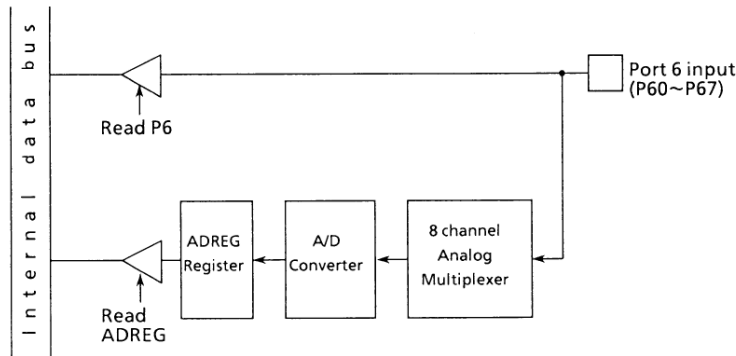 Internal data bus
Port 6 input
(P60~P67)
Read P6
ADREG
Register
A/D
Converter
8 channel
Analog
Multiplexer
Read
ADREG